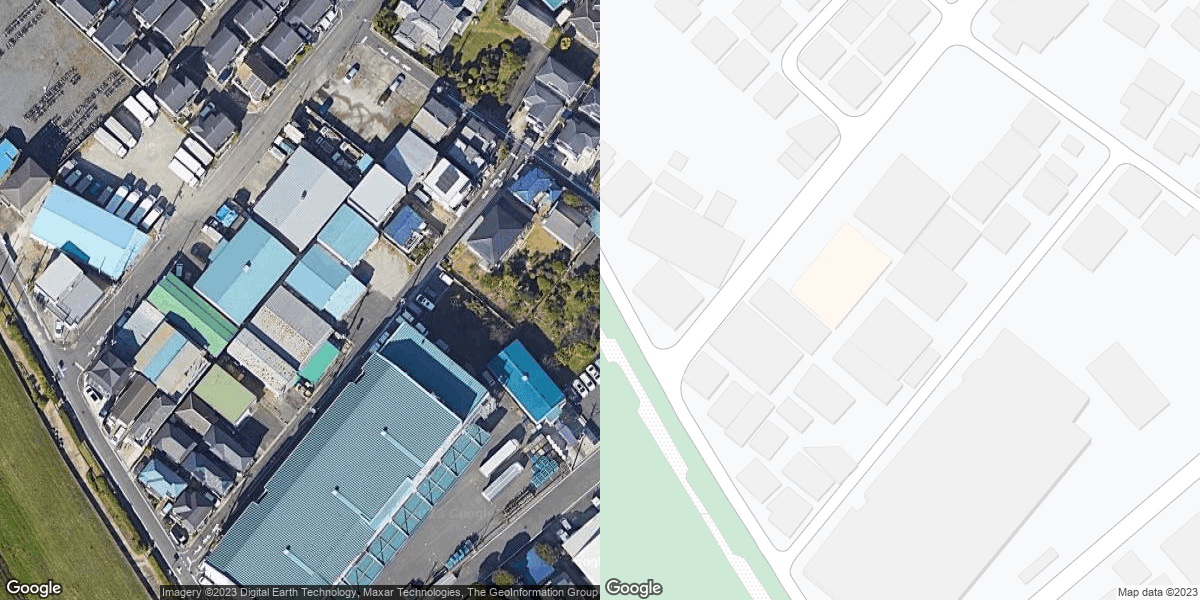 Google
Imagery ©2023 Digital Earth Technology, Maxar Technologies, The GeoInformation Group
Google
Map data ©2023